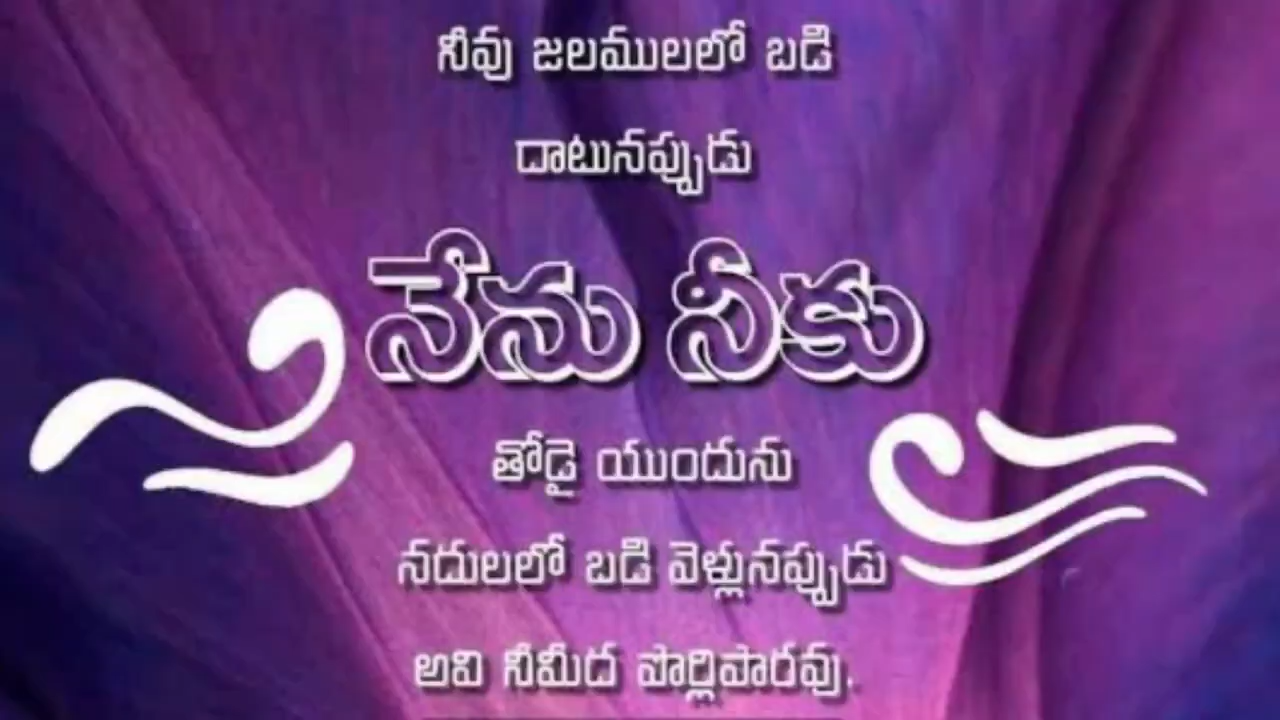 నీవు జలములలో బడి
దాటునప్పుడు
నేను నీకు
తోడై యుందును
నదులలో బడి వెళ్లునప్పుడు
అవి నీమీద పొర్లిపారవు.